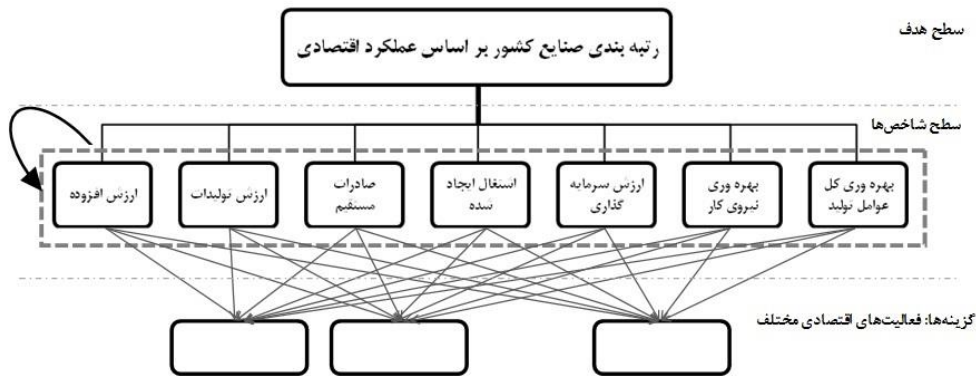 سطح هدف
رتبه بندی صنایع کشور بر اساس عملکرد اقتصادی
سطح شاخص‌ها
بهره وری کل
عوامل تولید
بهره وری
نیروی کار
ارزش سرمایه
گذاری
اشتغال ایجاد
شده
صادرات
مستقیم
ارزش تولیدات
ارزش افزوده
گزینه‌ها: فعالیت‌های اقتصادی مختلف